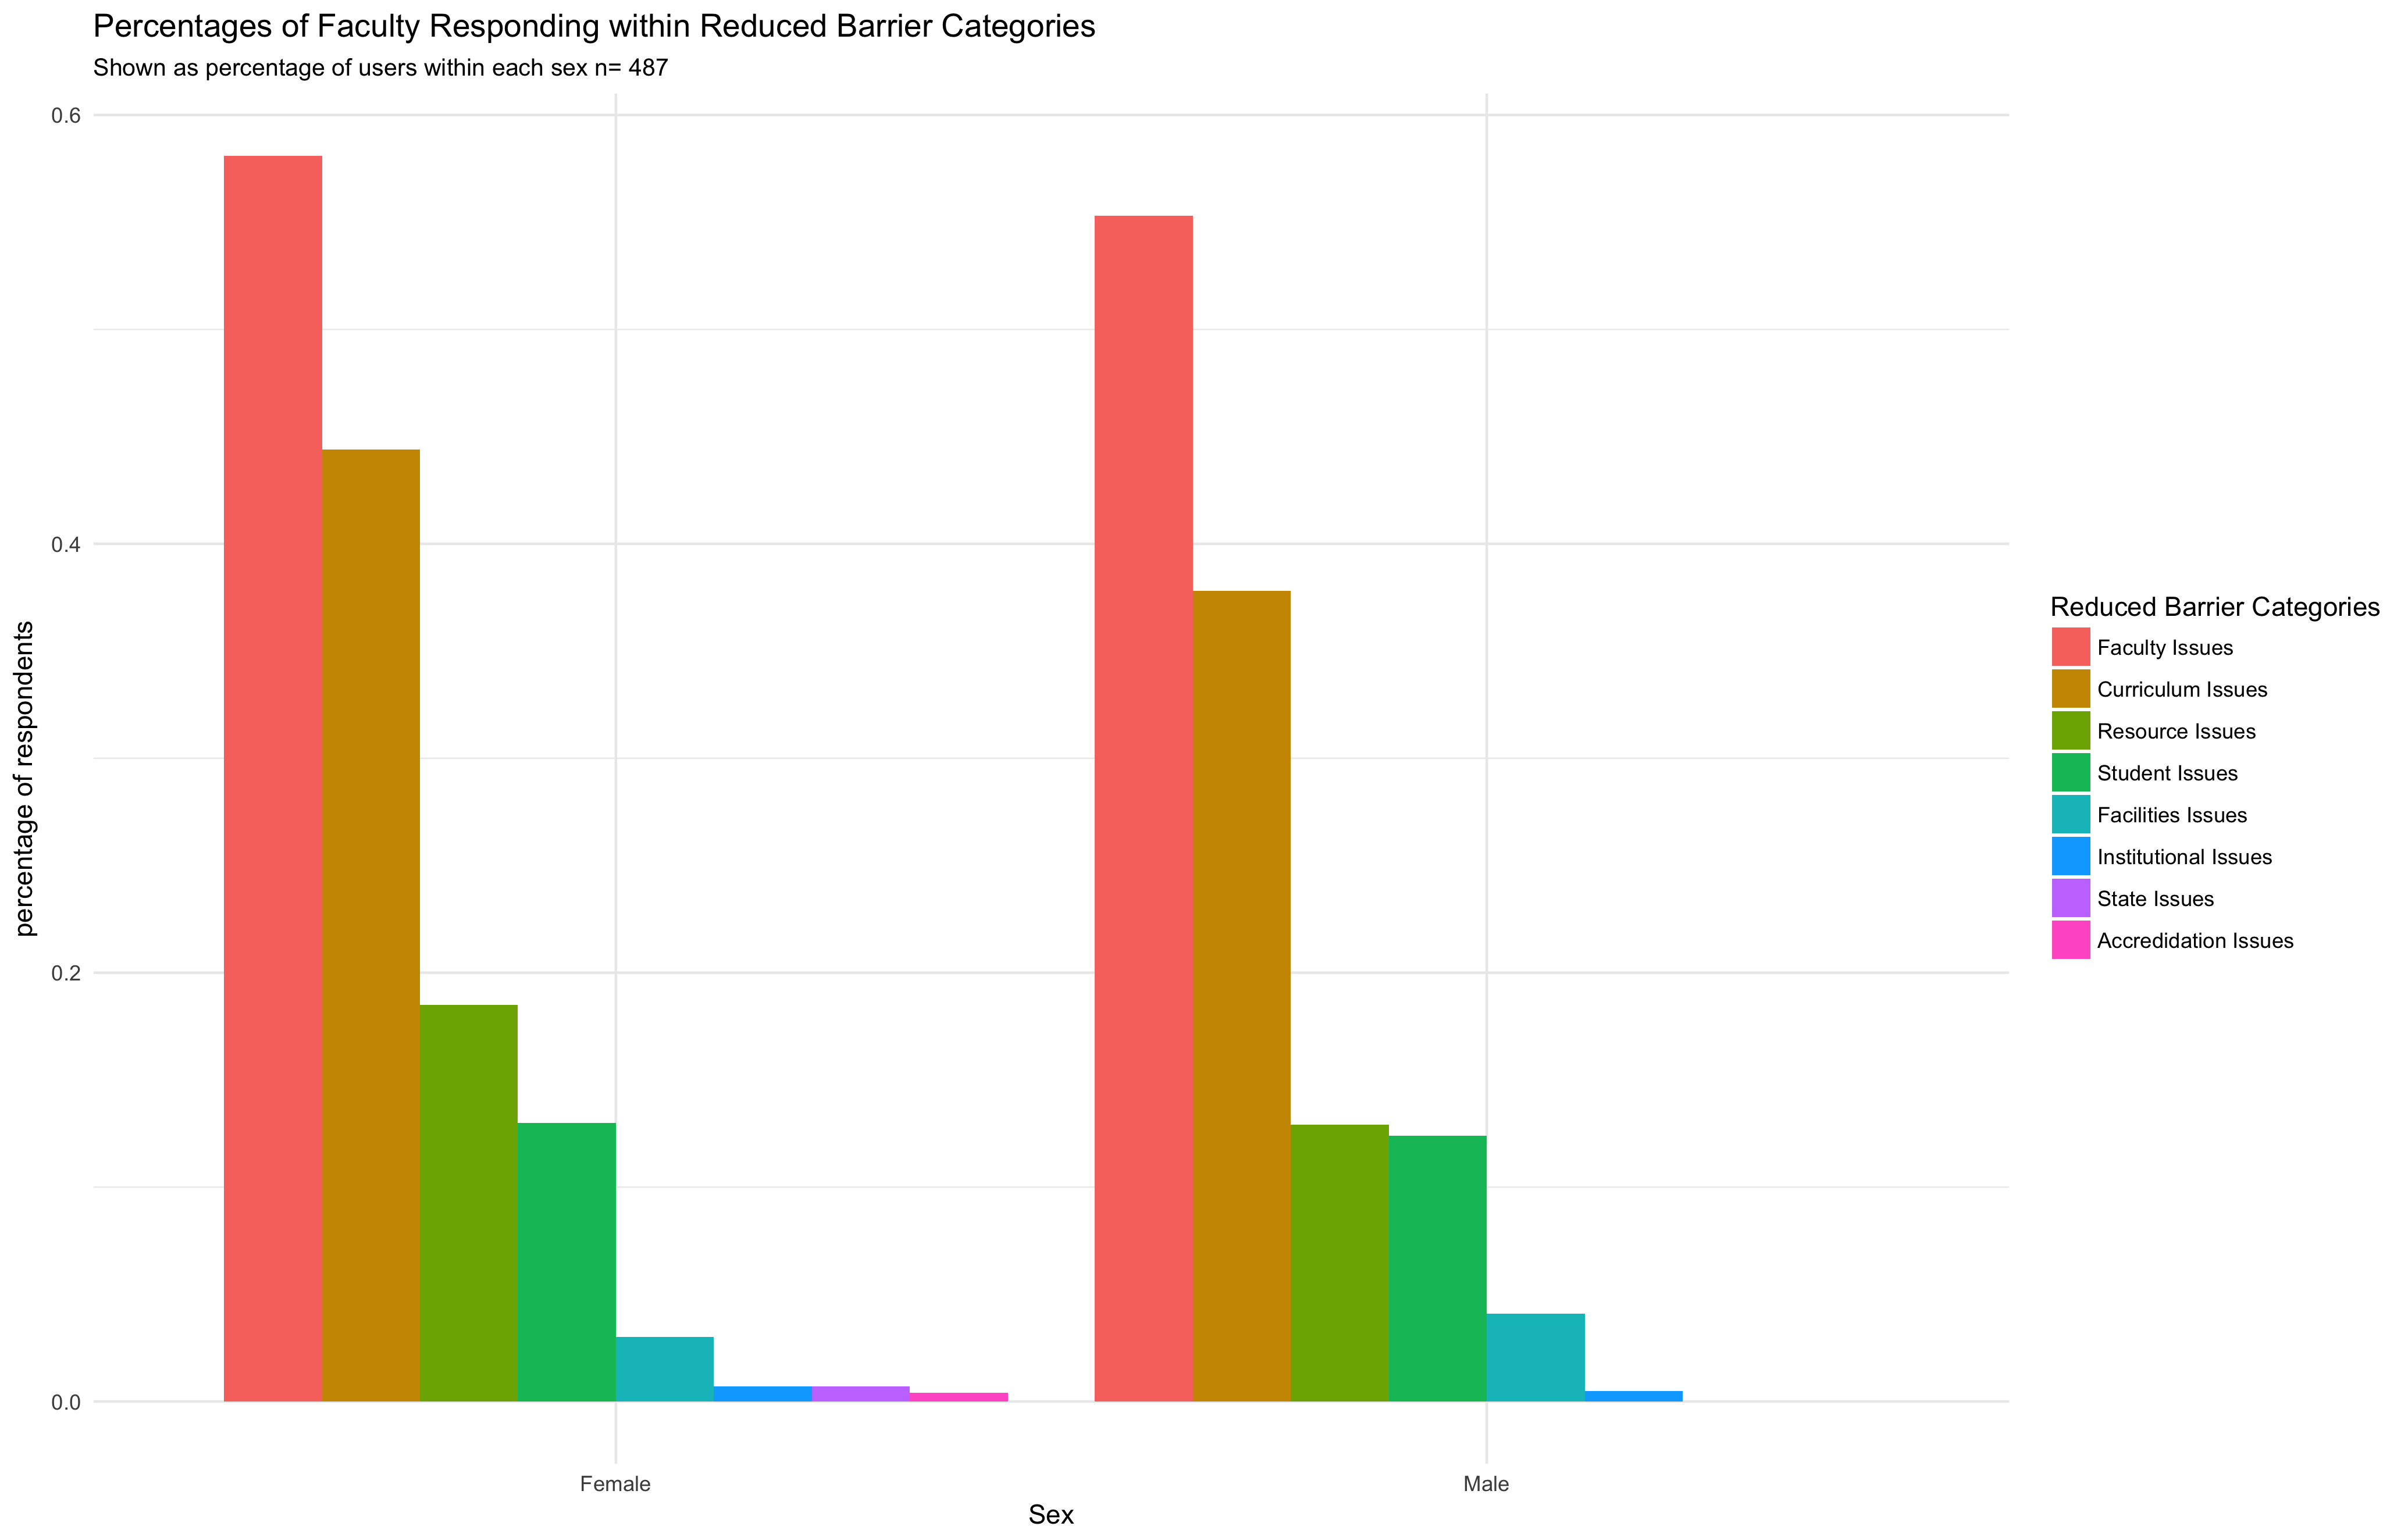 Percentages of Faculty Responding within Reduced Barrier Categories
Shown as percentage of users within each sex n= 487
0.6
0.4
0.2
0.0
percentage of respondents
Female
Male
Sex
Reduced Barrier Categories
Faculty Issues
Curriculum Issues
Resource Issues
Student Issues
Facilities Issues
Institutional Issues
State Issues
Accredidation Issues